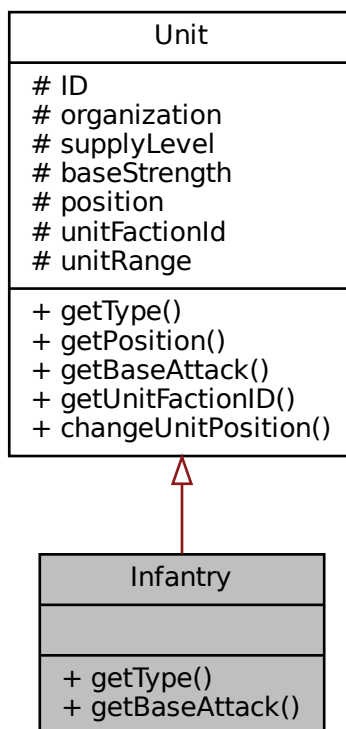 Unit
# ID
# organization
# supplyLevel
# baseStrength
# position
# unitFactionId
# unitRange
+ getType()
+ getPosition()
+ getBaseAttack()
+ getUnitFactionID()
+ changeUnitPosition()
Infantry
+ getType()
+ getBaseAttack()